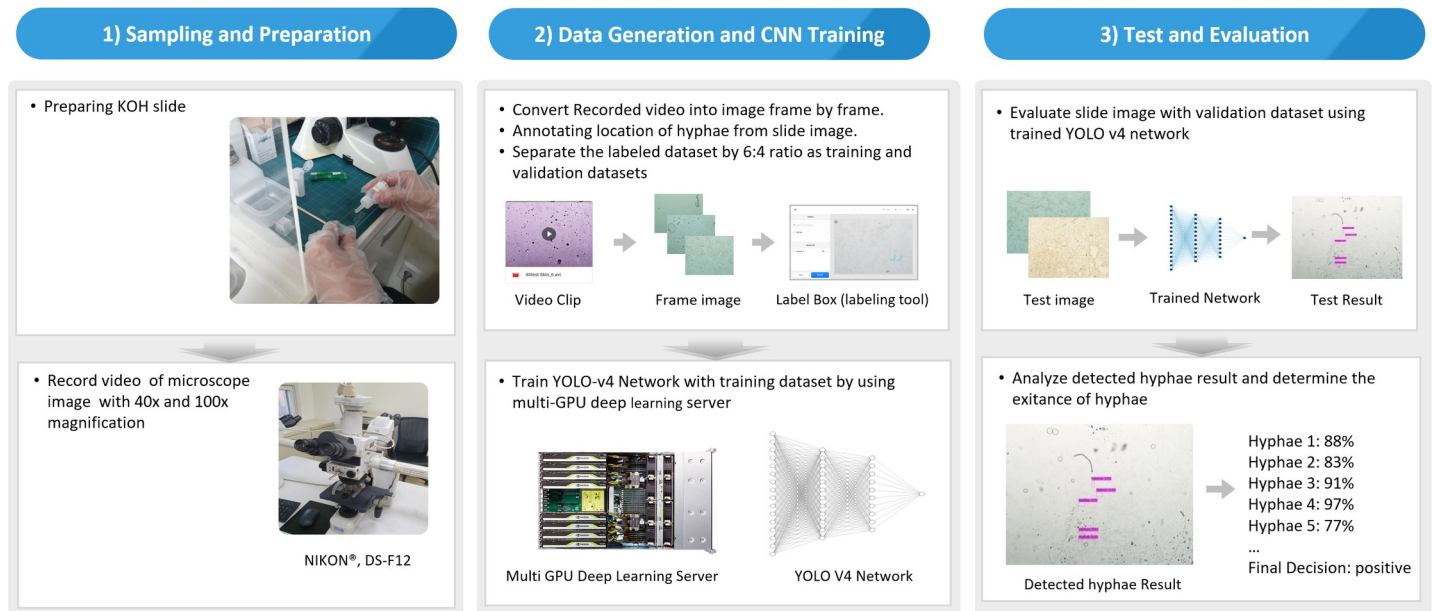 1) Sampling and Preparation
• Preparing KOH slide
• Record video of microscope
image with 40x and 100x
magnification
NIKON®, DS-F12
2) Data Generation and CNN Training
• Convert Recorded video into image frame by frame.
• Annotating location of hyphae from slide image.
• Separate the labeled dataset by 6:4 ratio as training and
validation datasets
Video Clip
Frame image
Label Box (labeling tool)
• Train YOLO-v4 Network with training dataset by using
multi-GPU deep learning server
Multi GPU Deep Learning Server
YOLO V4 Network
3) Test and Evaluation
• Evaluate slide image with validation dataset using
trained YOLO v4 network
Test image
Trained Network
Test Result
• Analyze detected hyphae result and determine the
exitance of hyphae
Hyphae 1: 88%
Hyphae 2: 83%
Hyphae 3: 91%
Hyphae 4: 97%
Hyphae 5: 77%
...
Final Decision: positive
Detected hyphae Result